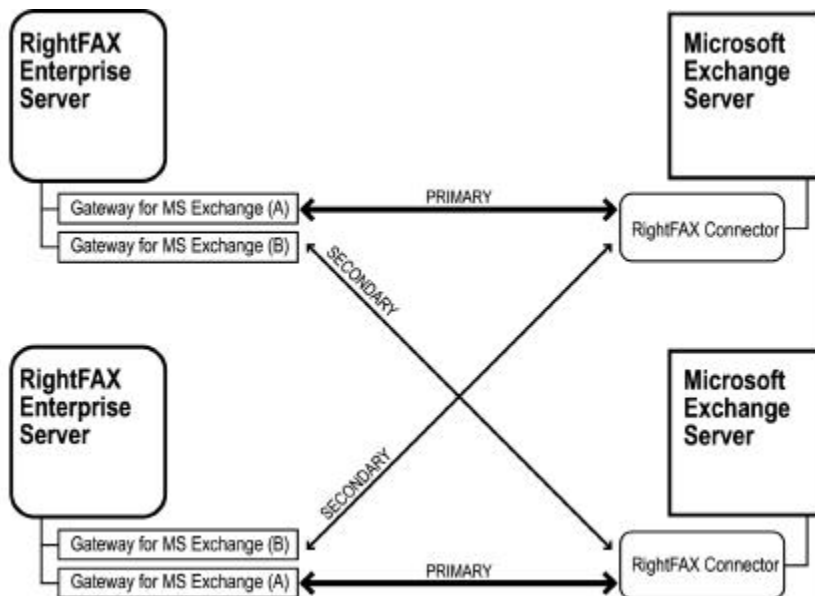 RightFAX
Enterprise
Server
Microsoft
Exchange
Server
Gateway for MS Exchange (A)
PRIMARY
RightFAX Connector
Gateway for MS Exchange (B)
SECONDARY
RightFAX
Enterprise
Server
Microsoft
Exchange
Server
SECONDARY
Gateway for MS Exchange (B)
RightFAX Connector
Gateway for MS Exchange (A)
PRIMARY